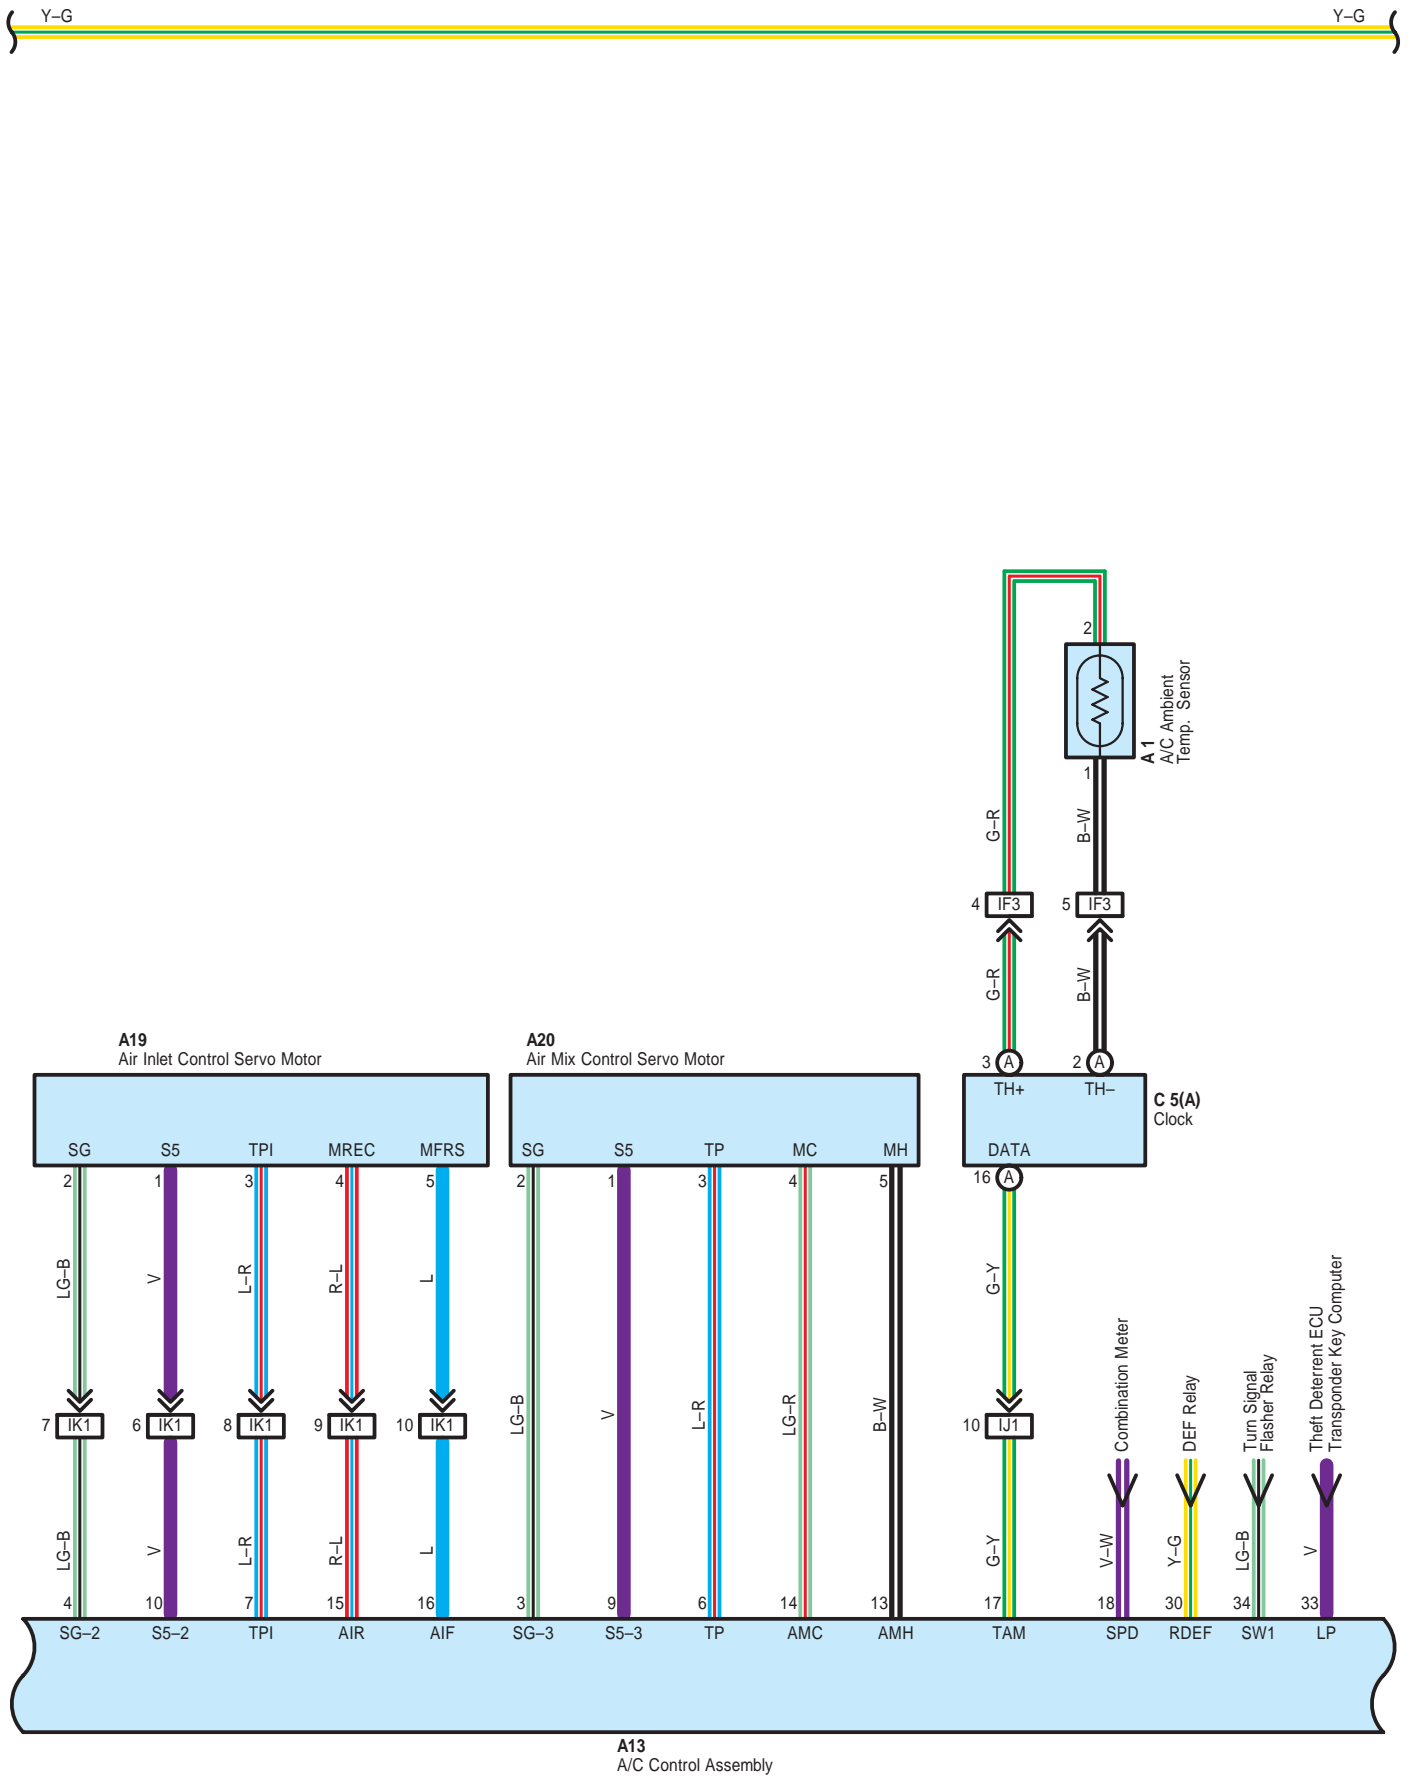 Y–G Y–G
2
A 1
A/C Ambient
Temp. Sensor
1
G–R B–W
4 IF3 5 IF3
G–R B–W
A19
Air Inlet Control Servo Motor
A20
Air Mix Control Servo Motor
3 A 2 A
TH+ TH–
C 5(A)
Clock
SG S5 TPI MREC MFRS SG S5 TP MC MH DATA
2 1 3 4 5 2 1 3 4 5 16 A
LG–B V L–R R–L L G–Y
7 IK1 6 IK1 8 IK1 9 IK1 10 IK1 LG–B V L–R LG–R B–W 10 IJ1
Combination Meter
DEF Relay
Turn Signal
Flasher Relay
Theft Deterrent ECU
Transponder Key Computer
LG–B V L–R R–L L G–Y V–W Y–G LG–B V
4 10 7 15 16 3 9 6 14 13 17 18 30 34 33
SG–2 S5–2 TPI AIR AIF SG–3 S5–3 TP AMC AMH TAM SPD RDEF SW1 LP
A13
A/C Control Assembly